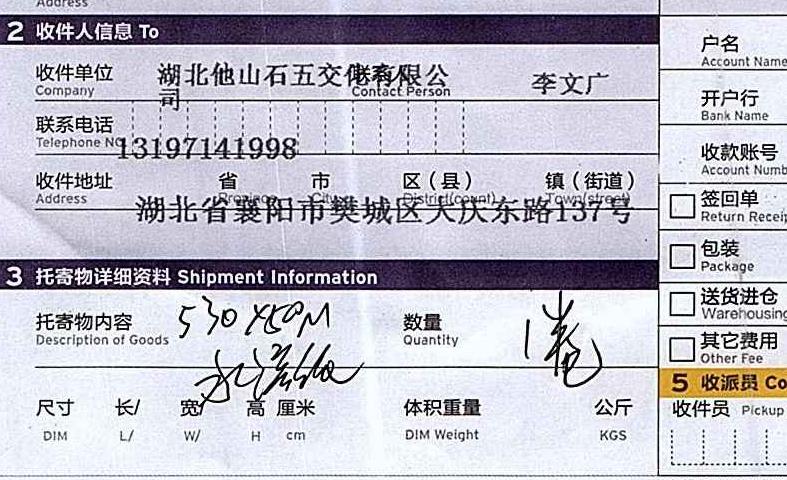 Address
2 收件人信息 To
收件单位 湖北他山石五交化有限公司 联系人 李文广
Company Contact Person
联系电话 13197141998
Telephone NO
收件地址 省 市 区（县） 镇（街道）
Address Province City District(county) Town(street)
湖北省襄阳市樊城区大庆东路137号
3 托寄物详细资料 Shipment Information
托寄物内容 530X50M 数量 1卷
Description of Goods Quantity
尺寸 长/ 宽/ 高 厘米 体积重量 公斤
DIM L/ W/ H cm DIM Weight KGS
户名
Account Name
开户行
Bank Name
收款账号
Account Numb
签回单
Return Receip
包装
Package
送货进仓
Warehousing
其它费用
Other Fee
5 收派员 Co
收件员 Pickup